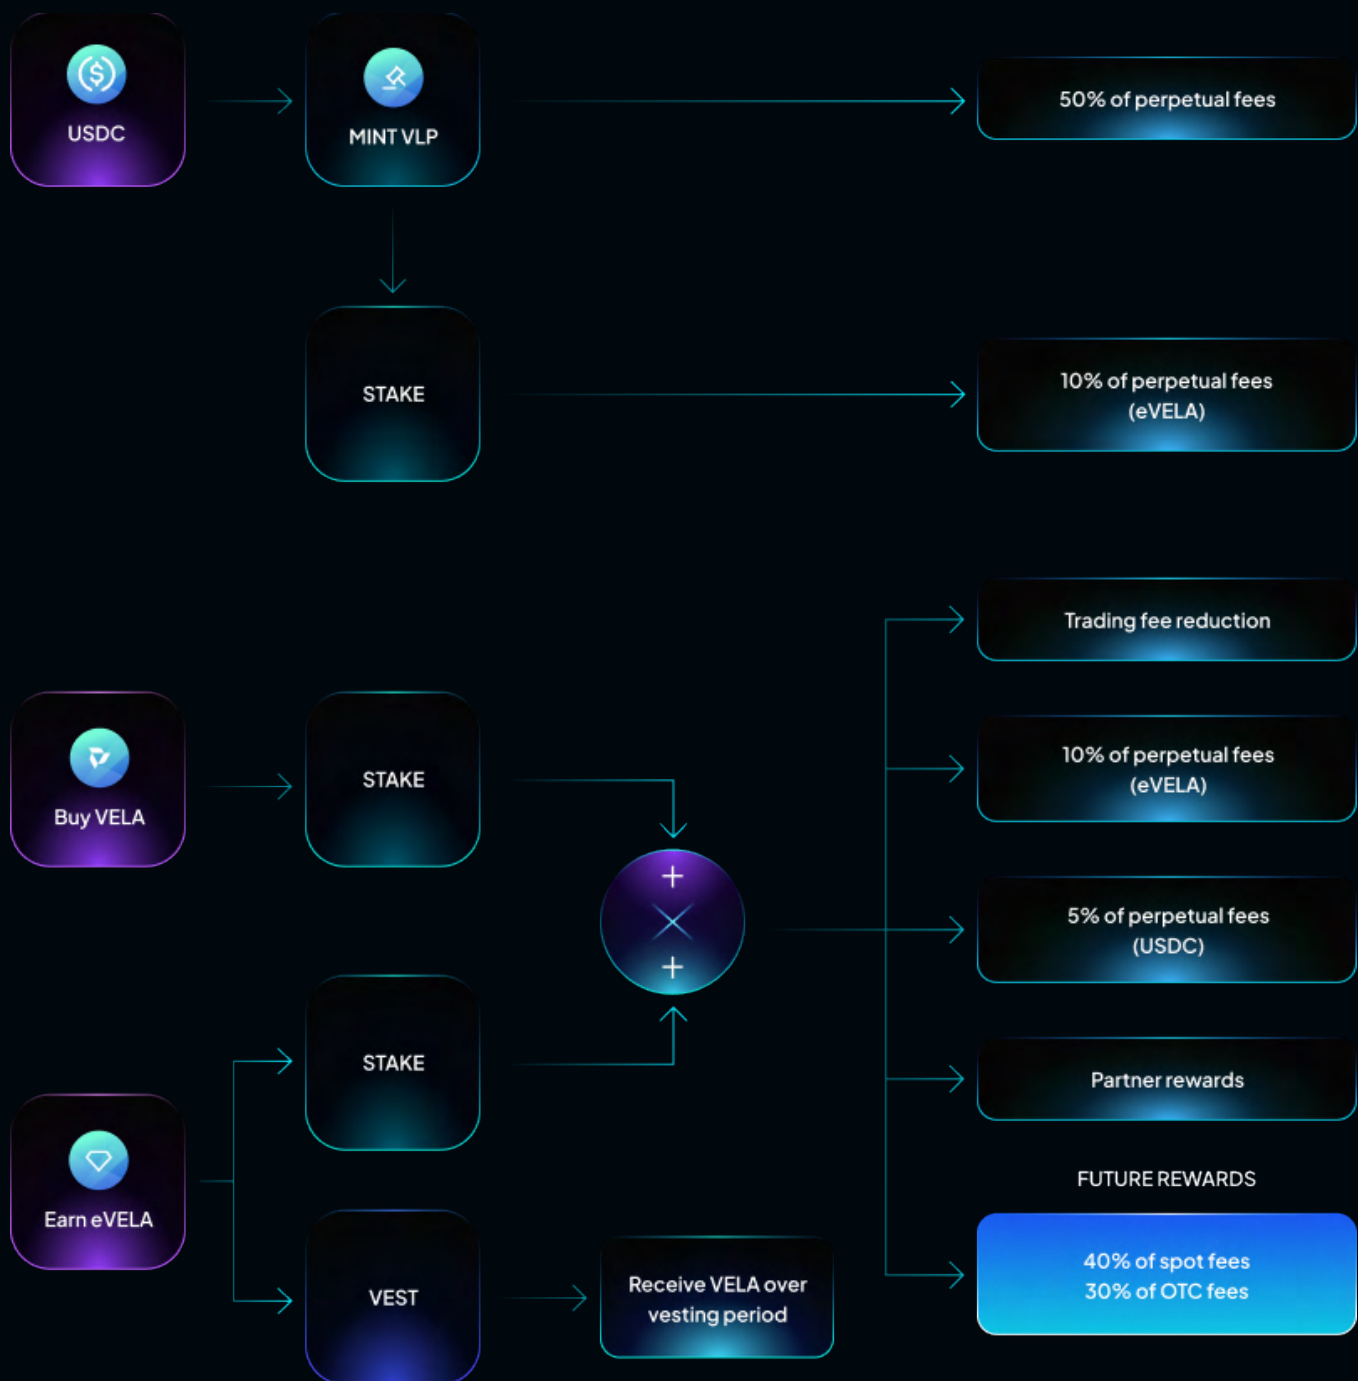 USDC
MINT VLP
50% of perpetual fees
STAKE
10% of perpetual fees
(eVELA)
Trading fee reduction
Buy VELA
STAKE
10% of perpetual fees
(eVELA)
5% of perpetual fees
(USDC)
STAKE
Partner rewards
Earn eVELA
FUTURE REWARDS
VEST
Receive VELA over
vesting period
40% of spot fees
30% of OTC fees